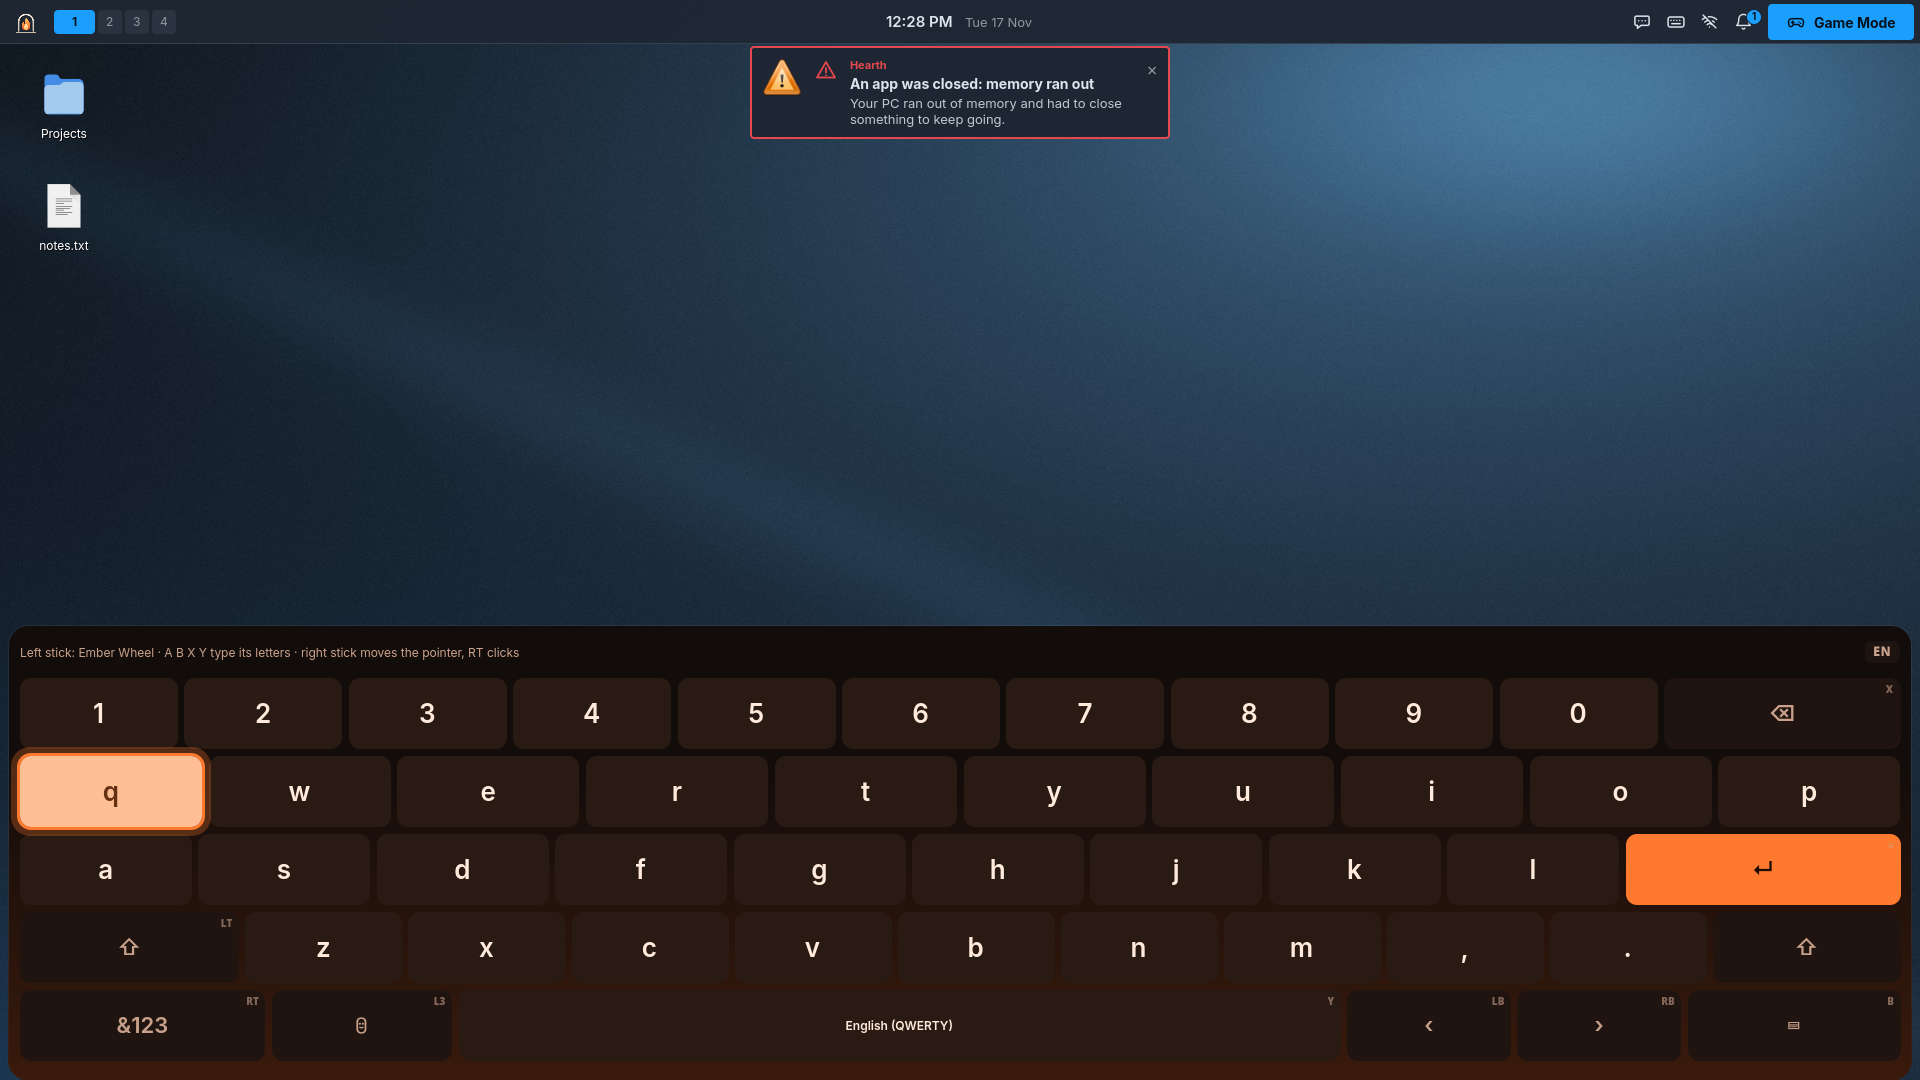 1 2 3 4
12:28 PM Tue 17 Nov
1
Game Mode
Hearth
An app was closed: memory ran out
Your PC ran out of memory and had to close
something to keep going.
Projects
notes.txt
Left stick: Ember Wheel · A B X Y type its letters · right stick moves the pointer, RT clicks
EN
1 2 3 4 5 6 7 8 9 0 X
q w e r t y u i o p
a s d f g h j k l
LT z x c v b n m , .
&123 RT L3 English (QWERTY) Y ‹ LB › RB B